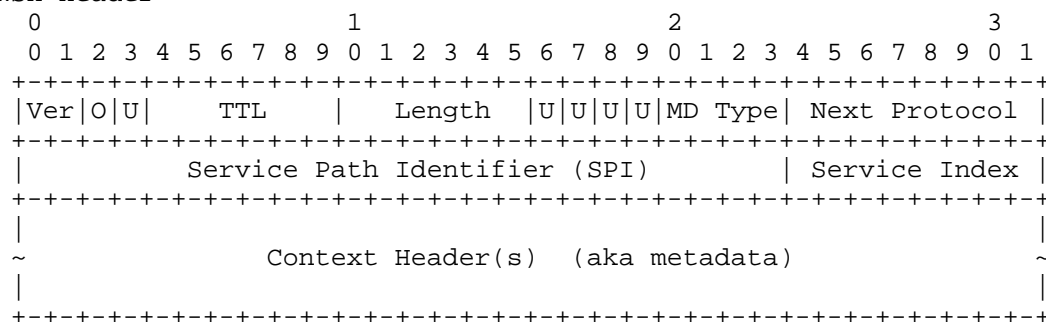 0                   1                   2                   3
 0 1 2 3 4 5 6 7 8 9 0 1 2 3 4 5 6 7 8 9 0 1 2 3 4 5 6 7 8 9 0 1
+-+-+-+-+-+-+-+-+-+-+-+-+-+-+-+-+-+-+-+-+-+-+-+-+-+-+-+-+-+-+-+-+
|Ver|O|U|    TTL    |   Length  |U|U|U|U|MD Type| Next Protocol |
+-+-+-+-+-+-+-+-+-+-+-+-+-+-+-+-+-+-+-+-+-+-+-+-+-+-+-+-+-+-+-+-+
|          Service Path Identifier (SPI)        | Service Index |
+-+-+-+-+-+-+-+-+-+-+-+-+-+-+-+-+-+-+-+-+-+-+-+-+-+-+-+-+-+-+-+-+
|                                                               |
~               Context Header(s)  (aka metadata)               ~
|                                                               |
+-+-+-+-+-+-+-+-+-+-+-+-+-+-+-+-+-+-+-+-+-+-+-+-+-+-+-+-+-+-+-+-+